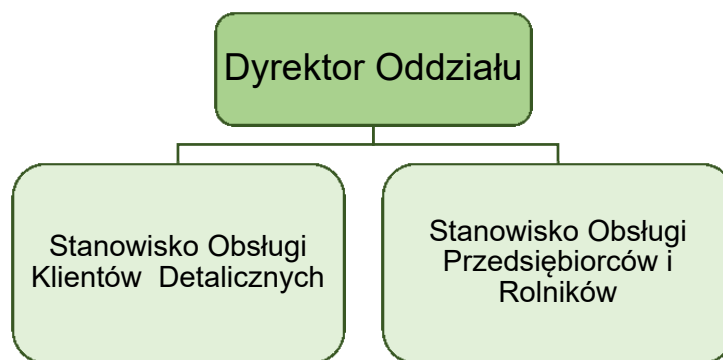 Dyrektor Oddziału
Stanowisko Obsługi
Klientów Detalicznych
Stanowisko Obsługi
Przedsiębiorców i
Rolników